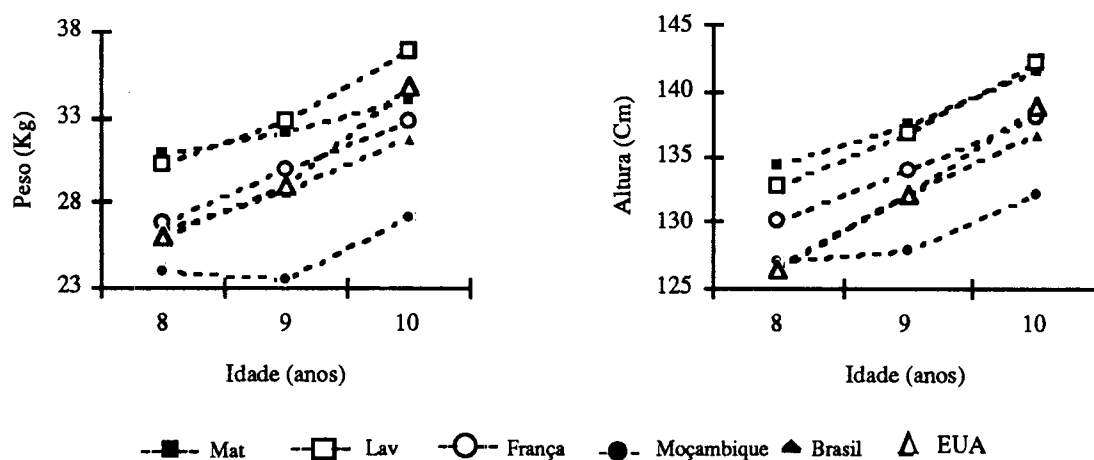 38
33
28
23
Peso (Kg)
8 9 10
Idade (anos)
145
140
135
130
125
Altura (Cm)
8 9 10
Idade (anos)
Mat Lav França Moçambique Brasil EUA